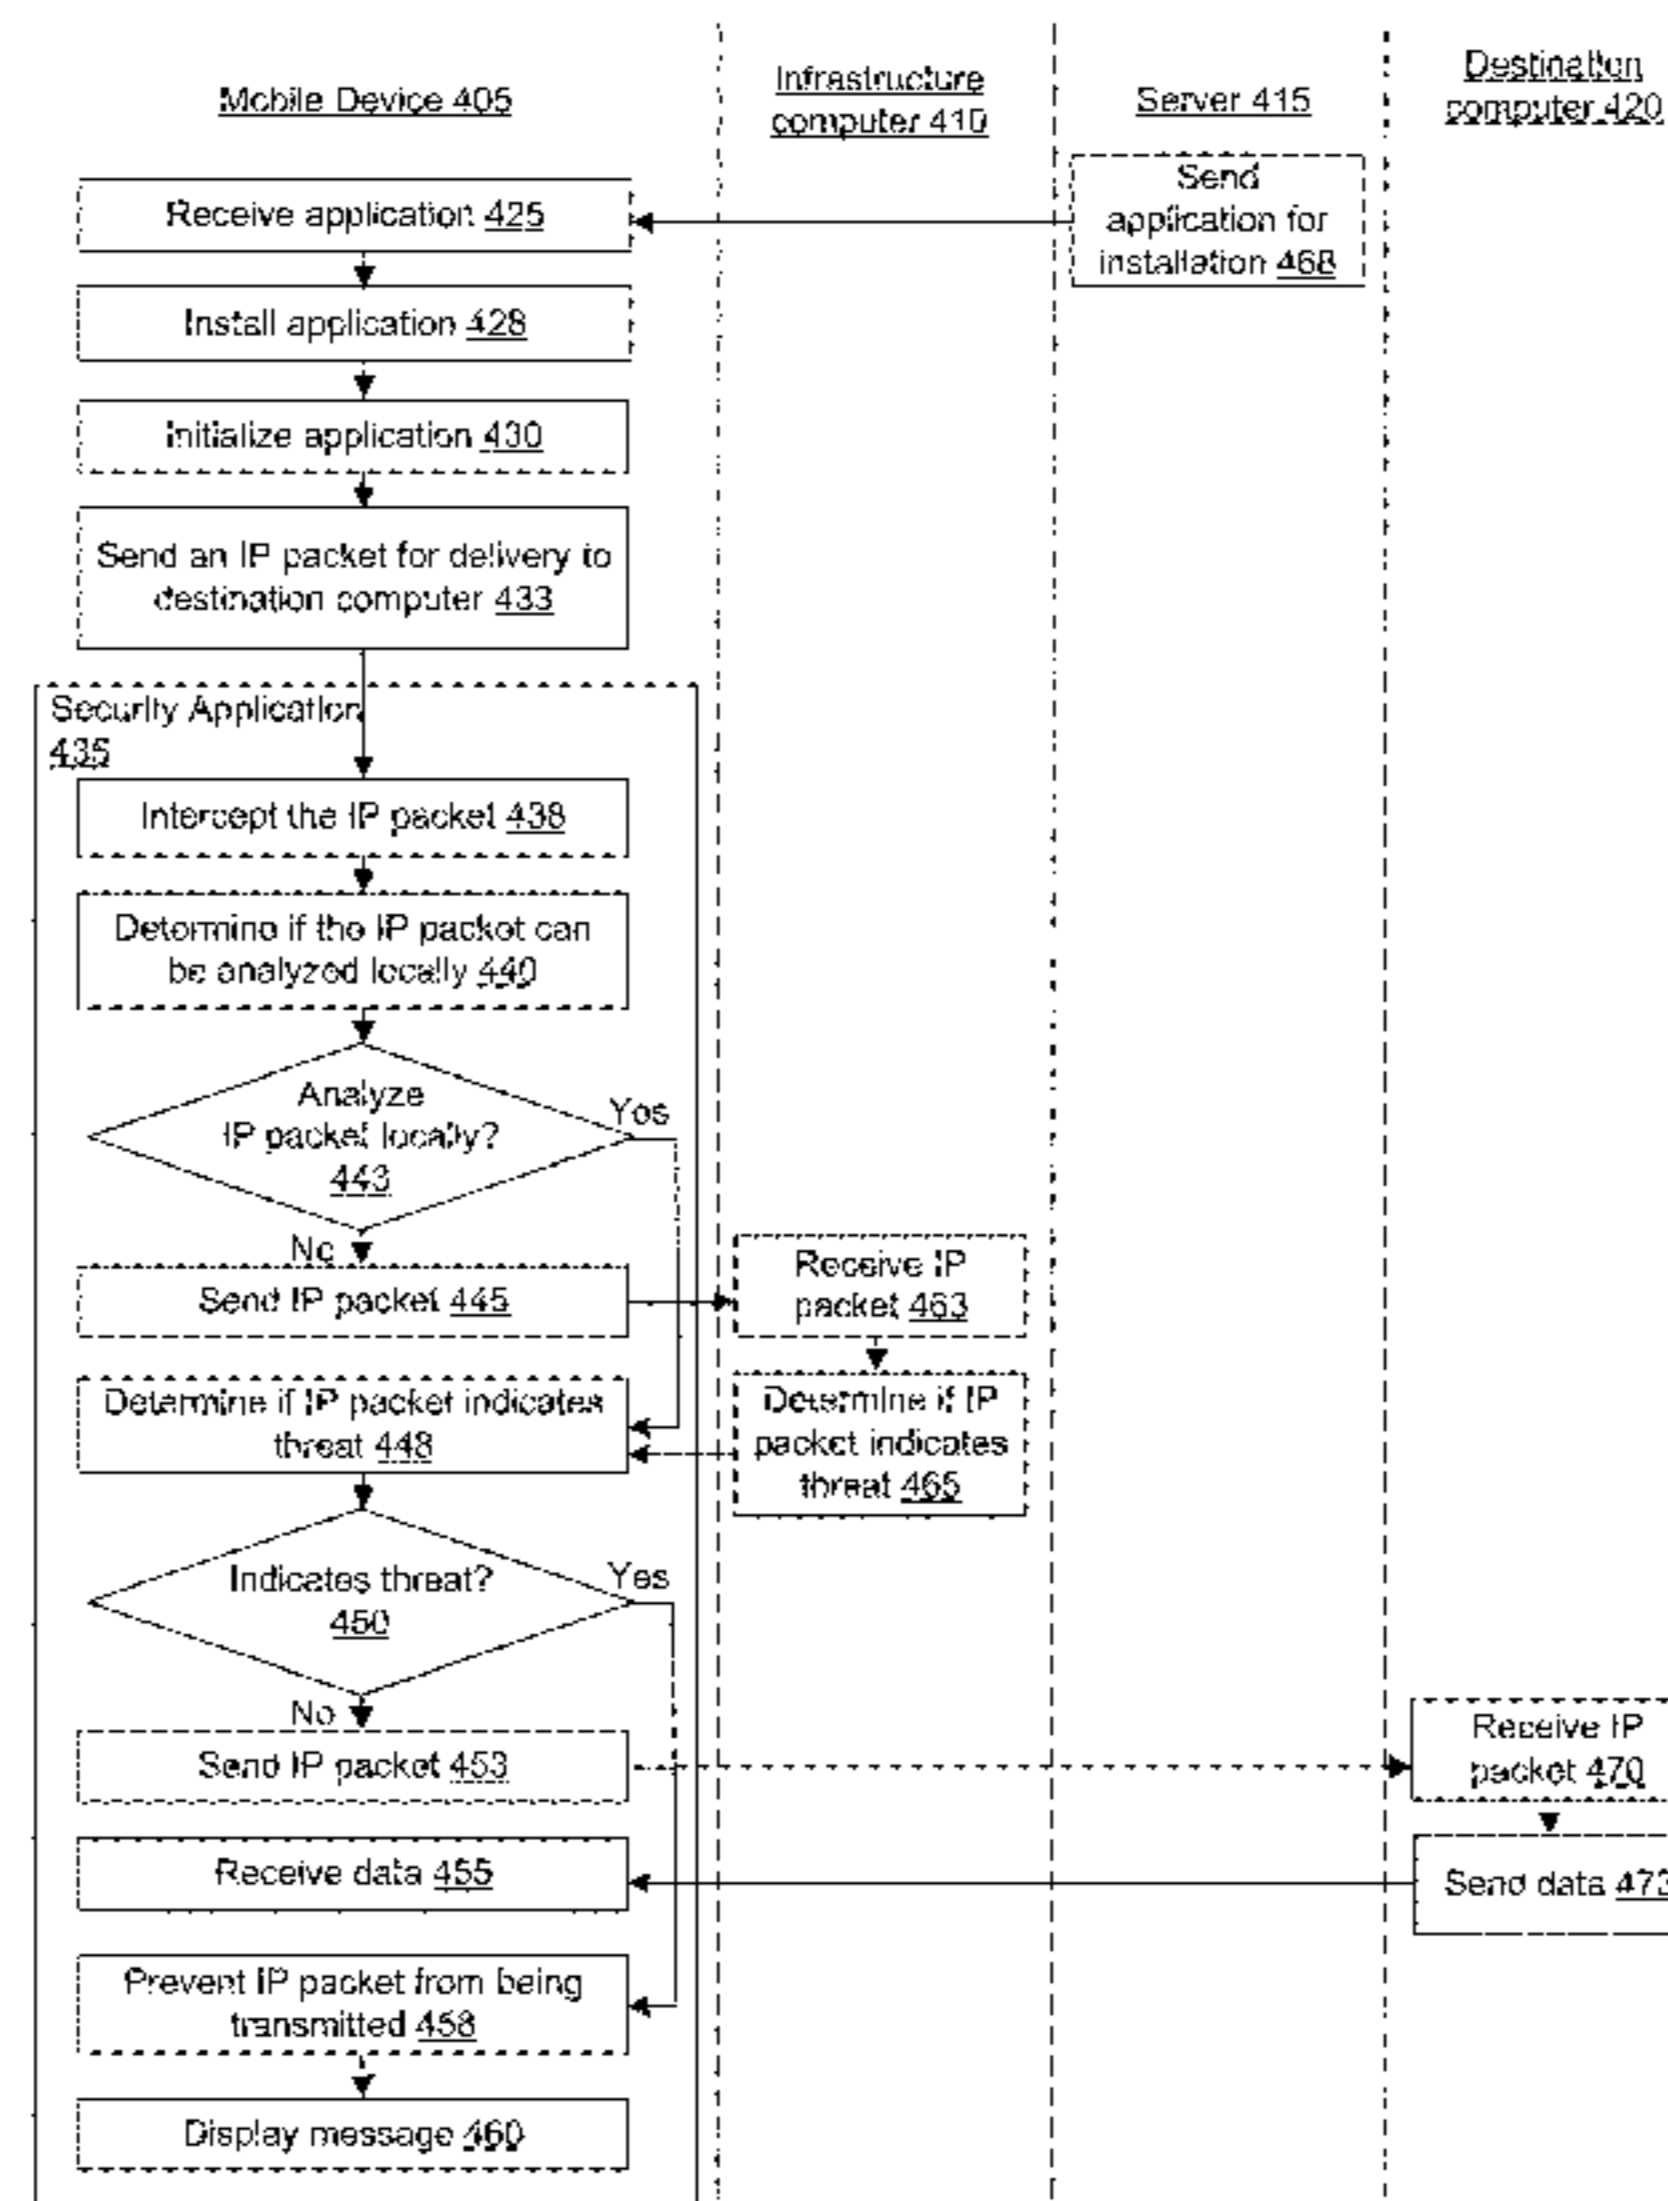 Mobile Device 405
Infrastructure
computer 410
Server 415
Destination
computer 420
Send
application for
installation 468
Receive application 425
Install application 428
Initialize application 430
Send an IP packet for delivery to
destination computer 433
Security Application
435
Intercept the IP packet 438
Determine if the IP packet can
be analyzed locally 440
Analyze
IP packet locally?
443
Yes
No
Send IP packet 445
Receive IP
packet 463
Determine if IP packet indicates
threat 448
Determine if IP
packet indicates
threat 465
Indicates threat?
450
Yes
No
Send IP packet 453
Receive IP
packet 470
Receive data 455
Send data 473
Prevent IP packet from being
transmitted 458
Display message 460